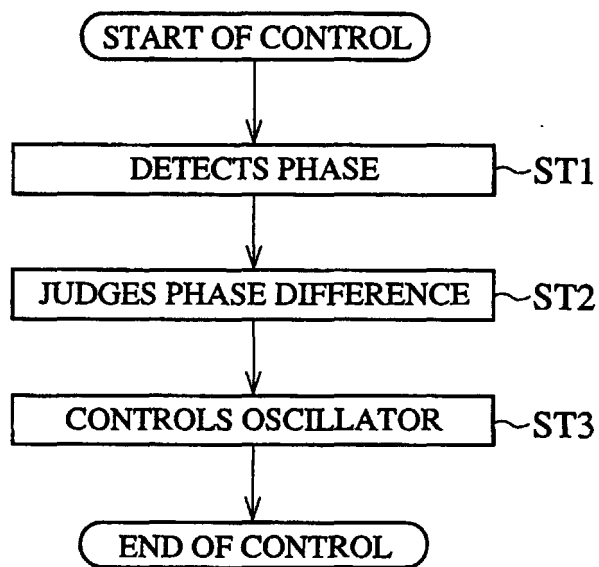 START OF CONTROL
DETECTS PHASE ST1
JUDGES PHASE DIFFERENCE ST2
CONTROLS OSCILLATOR ST3
END OF CONTROL